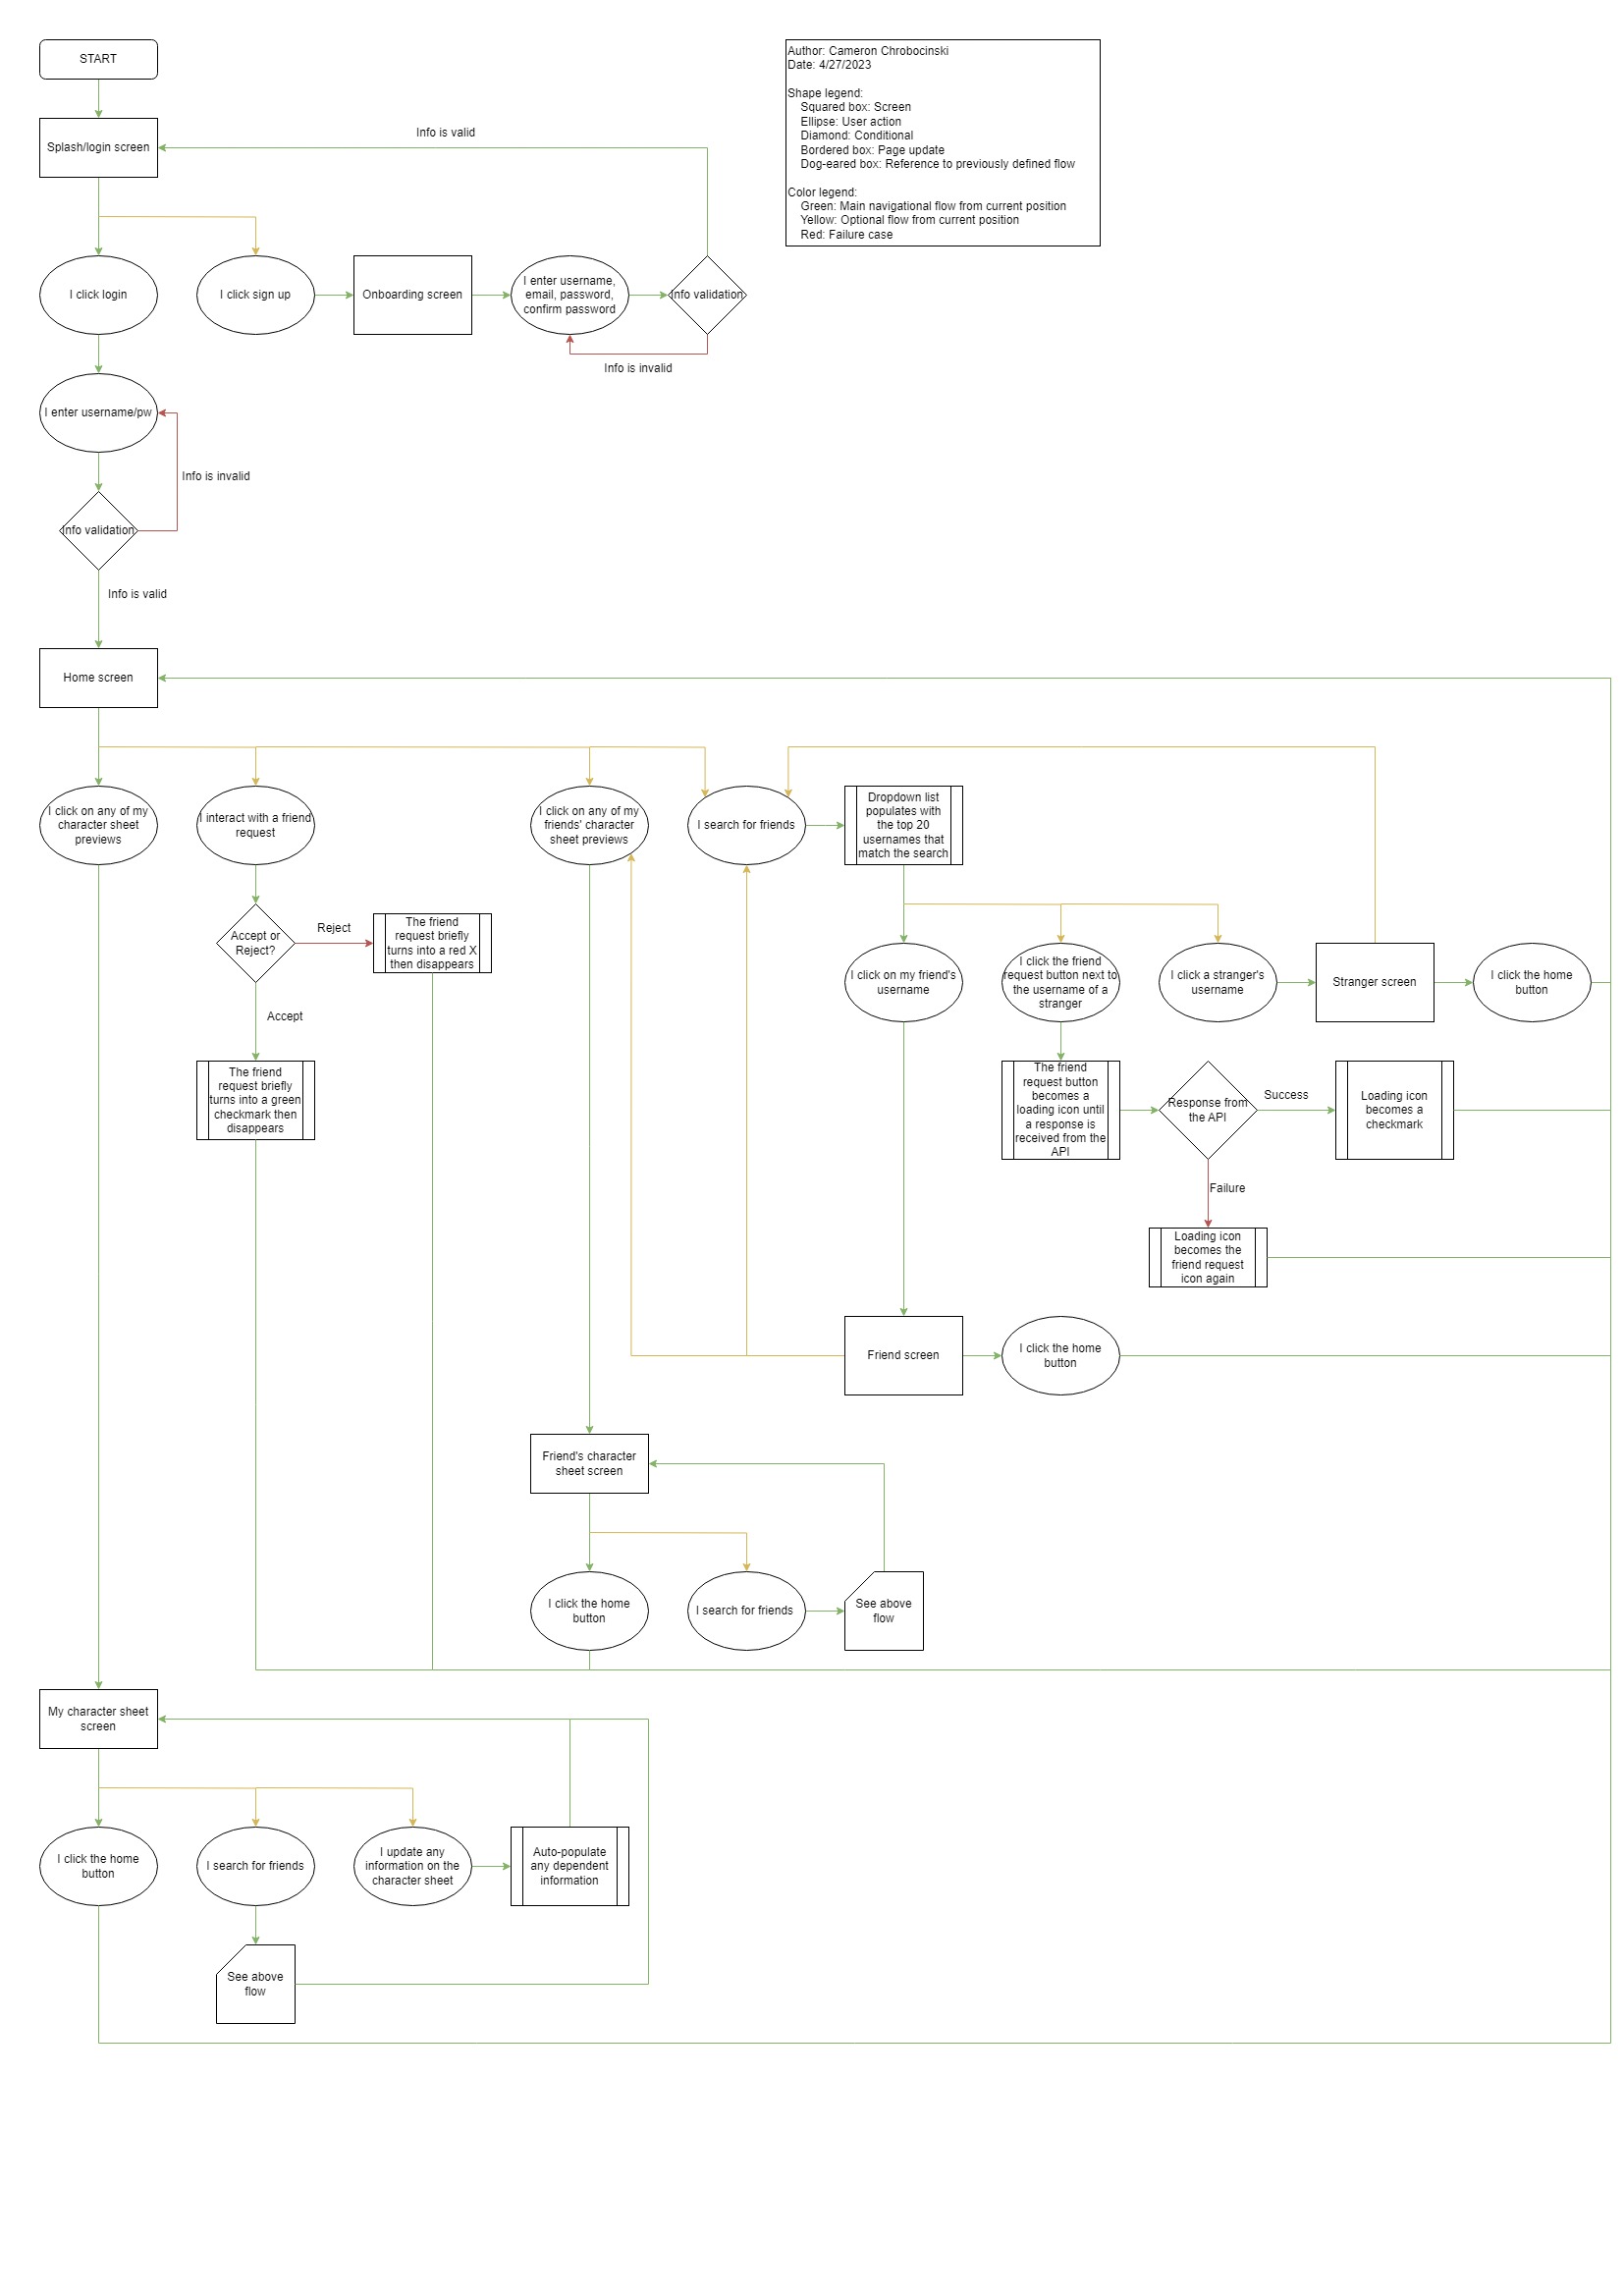 START
Author: Cameron Chrobocinski
Date: 4/27/2023
Shape legend:
Squared box: Screen
Ellipse: User action
Diamond: Conditional
Bordered box: Page update
Dog-eared box: Reference to previously defined flow
Color legend:
Green: Main navigational flow from current position
Yellow: Optional flow from current position
Red: Failure case
Splash/login screen
Info is valid
I click login
I click sign up
Onboarding screen
I enter username,
email, password,
confirm password
Info validation
Info is invalid
I enter username/pw
Info is invalid
Info validation
Info is valid
Home screen
I click on any of my
character sheet
previews
I interact with a friend
request
I click on any of my
friends' character
sheet previews
I search for friends
Dropdown list
populates with
the top 20
usernames that
match the search
Accept or
Reject?
Reject
The friend
request briefly
turns into a red X
then disappears
Accept
The friend
request briefly
turns into a green
checkmark then
disappears
I click on my friend's
username
I click the friend
request button next to
the username of a
stranger
I click a stranger's
username
Stranger screen
I click the home
button
The friend
request button
becomes a
loading icon until
a response is
received from the
API
Response from
the API
Success
Loading icon
becomes a
checkmark
Failure
Loading icon
becomes the
friend request
icon again
Friend screen
I click the home
button
Friend's character
sheet screen
I click the home
button
I search for friends
See above
flow
My character sheet
screen
I click the home
button
I search for friends
I update any
information on the
character sheet
Auto-populate
any dependent
information
See above
flow